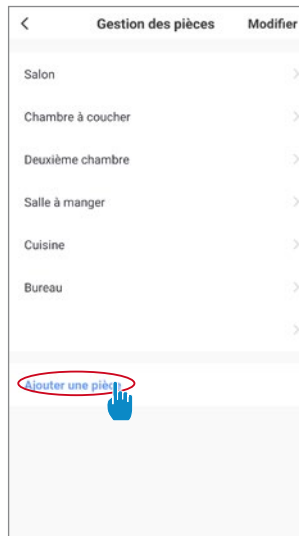 Gestion des pièces Modifier
Salon
Chambre à coucher
Deuxième chambre
Salle à manger
Cuisine
Bureau
Ajouter une pièce